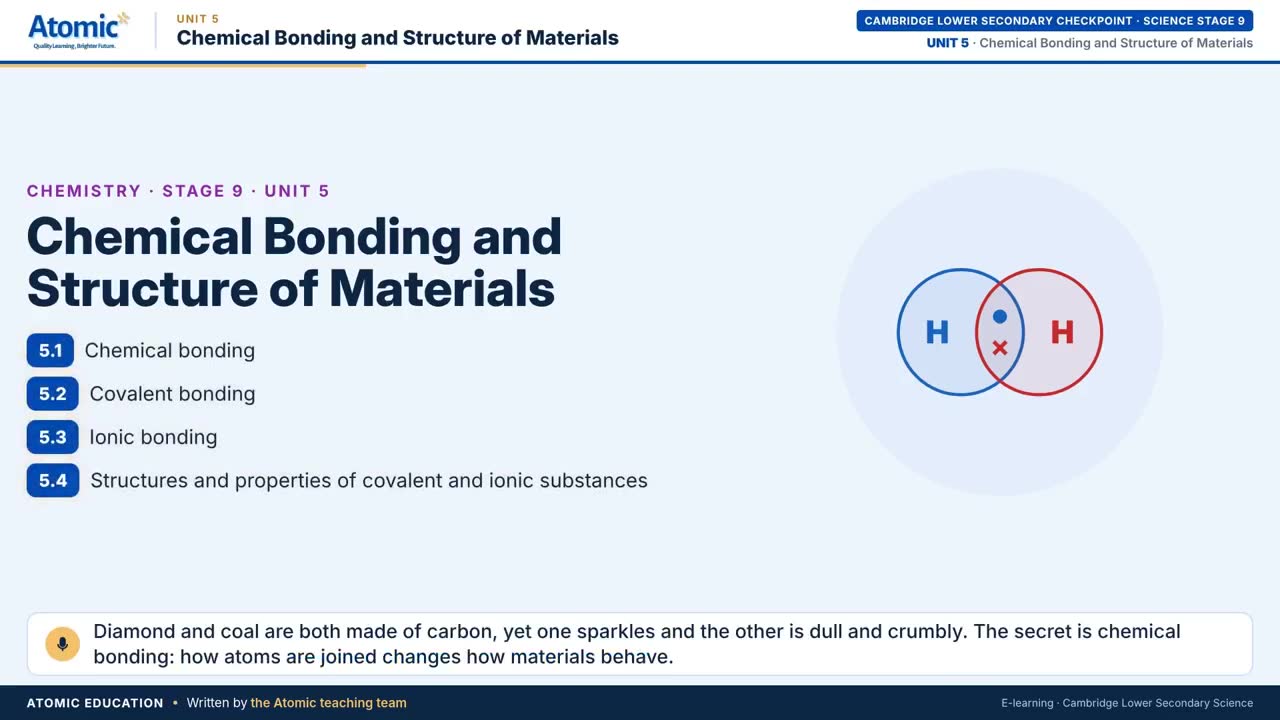 Atomic
Quality Learning, Brighter Future.
UNIT 5
Chemical Bonding and Structure of Materials
CAMBRIDGE LOWER SECONDARY CHECKPOINT · SCIENCE STAGE 9
UNIT 5 · Chemical Bonding and Structure of Materials
CHEMISTRY · STAGE 9 · UNIT 5
Chemical Bonding and
Structure of Materials
5.1 Chemical bonding
5.2 Covalent bonding
5.3 Ionic bonding
5.4 Structures and properties of covalent and ionic substances
H H
Diamond and coal are both made of carbon, yet one sparkles and the other is dull and crumbly. The secret is chemical
bonding: how atoms are joined changes how materials behave.
ATOMIC EDUCATION • Written by the Atomic teaching team
E-learning · Cambridge Lower Secondary Science